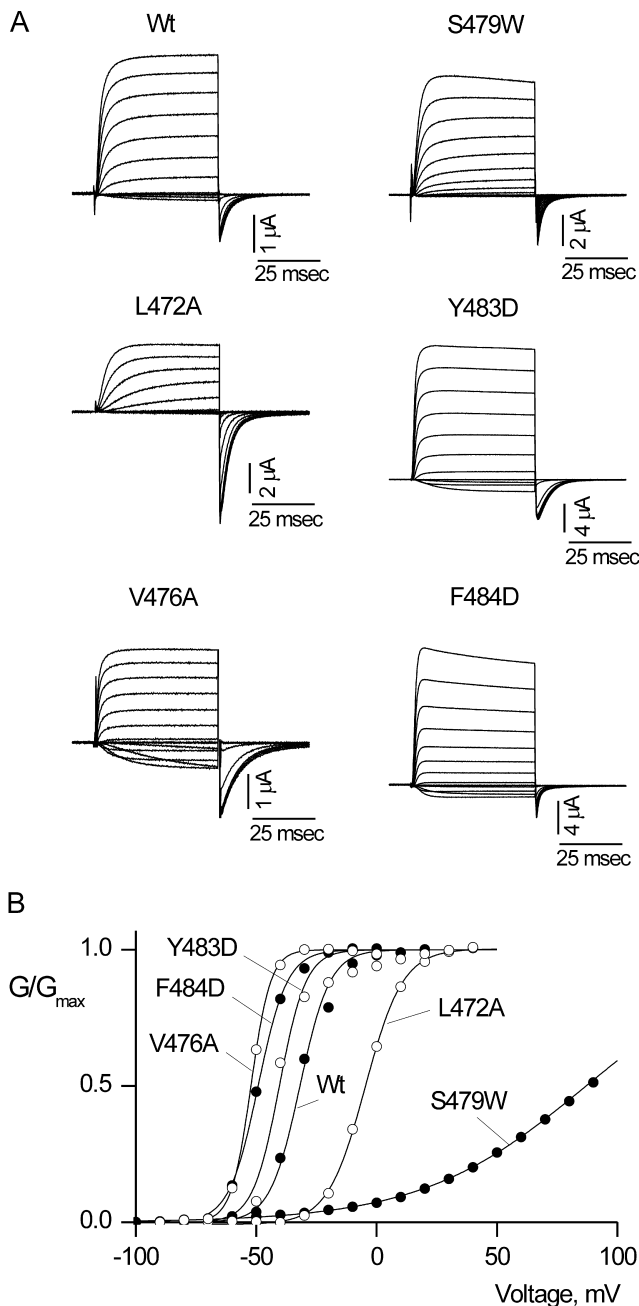 A
Wt
S479W
1 µA
25 msec
2 µA
25 msec
L472A
Y483D
2 µA
25 msec
4 µA
25 msec
V476A
F484D
1 µA
25 msec
4 µA
25 msec
B
1.0
Y483D
G/Gmax
F484D
L472A
V476A
0.5
Wt
S479W
0.0
-100
-50
0
50
100
Voltage, mV